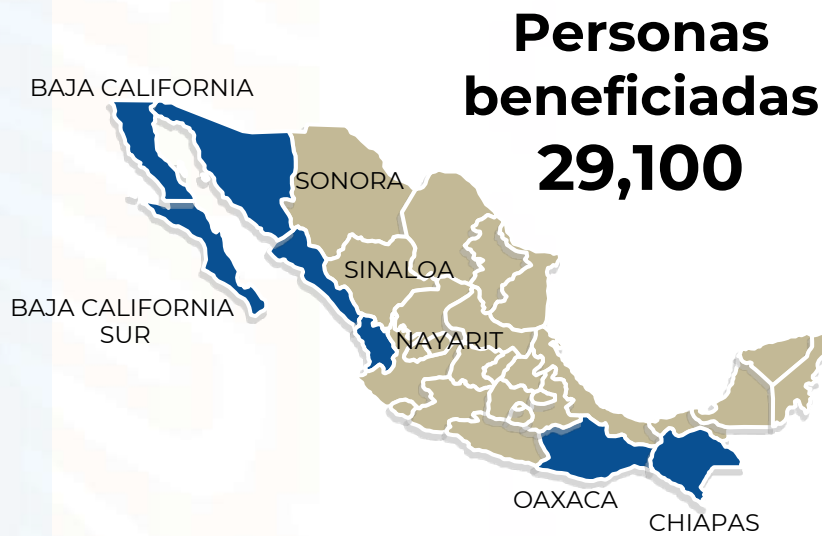 Personas
beneficiadas
29,100
BAJA CALIFORNIA
SONORA
SINALOA
BAJA CALIFORNIA
SUR
NAYARIT
OAXACA
CHIAPAS